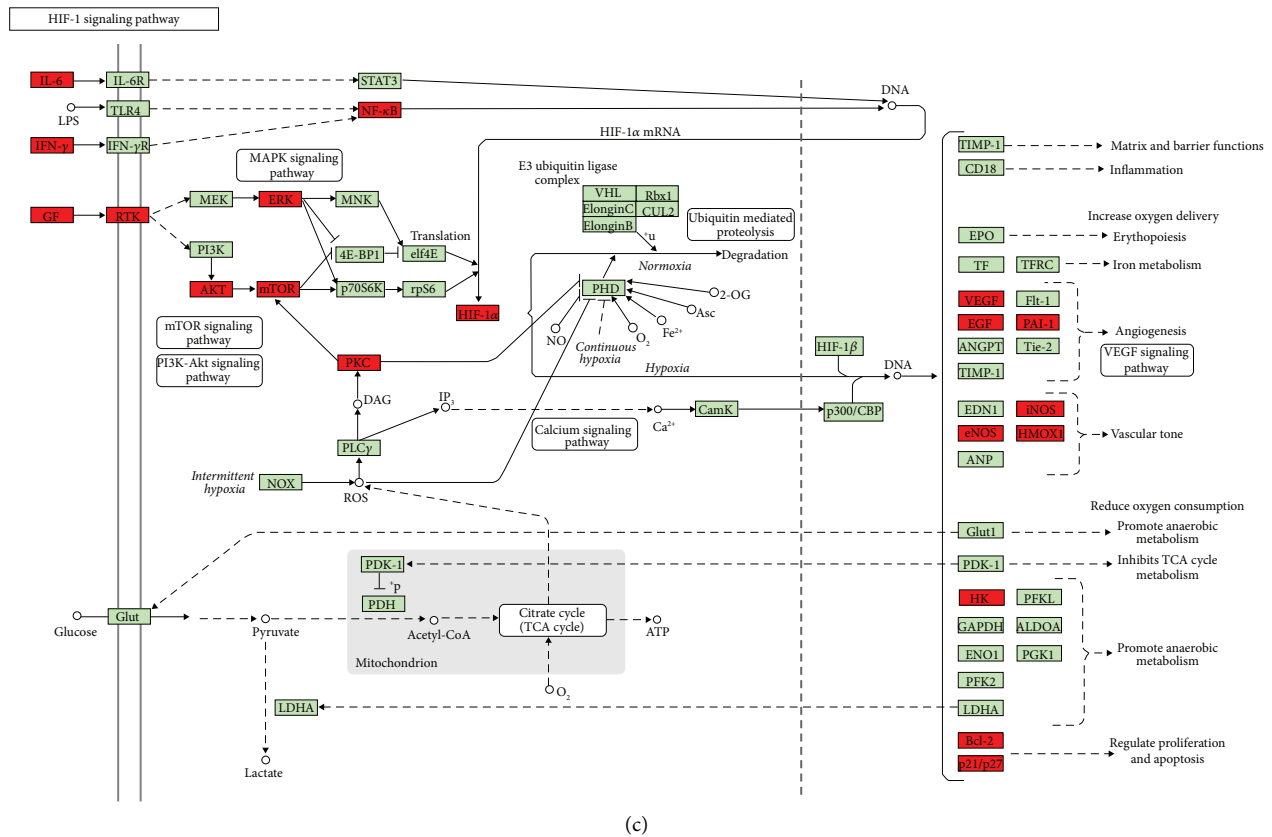 HIF-1 signaling pathway
IL-6
IL-6R
STAT3
LPS
TLR4
NF-κB
DNA
IFN-γ
IFN-γR
HIF-1α mRNA
MAPK signaling
pathway
GF
RTK
MEK
ERK
MNK
PI3K
4E-BP1
Translation
elf4E
AKT
mTOR
p70S6K
rpS6
HIF-1α
mTOR signaling
pathway
PI3K-Akt signaling
pathway
E3 ubiquitin ligase
complex
VHL
Rbx1
ElonginC
CUL2
ElonginB
+u
Ubiquitin mediated
proteolysis
Normoxia
Degradation
PHD
2-OG
Asc
Fe2+
O2
NO
Continuous
hypoxia
Hypoxia
HIF-1β
DNA
PKC
DAG
IP3
Ca2+
CamK
p300/CBP
Calcium signaling
pathway
PLCγ
Intermittent
hypoxia
NOX
ROS
TIMP-1
Matrix and barrier functions
CD18
Inflammation
Increase oxygen delivery
EPO
Erythopoiesis
TF
TFRC
Iron metabolism
VEGF
Flt-1
EGF
PAI-1
Angiogenesis
ANGPT
Tie-2
VEGF signaling
pathway
TIMP-1
EDN1
iNOS
eNOS
HMOX1
Vascular tone
ANP
Reduce oxygen consumption
Glut1
Promote anaerobic
metabolism
PDK-1
Inhibits TCA cycle
metabolism
HK
PFKL
GAPDH
ALDOA
ENO1
PGK1
Promote anaerobic
metabolism
PFK2
LDHA
Bcl-2
p21/p27
Regulate proliferation
and apoptosis
PDK-1
+p
PDH
Glucose
Glut
Pyruvate
Acetyl-CoA
Citrate cycle
(TCA cycle)
ATP
Mitochondrion
O2
LDHA
Lactate
(c)